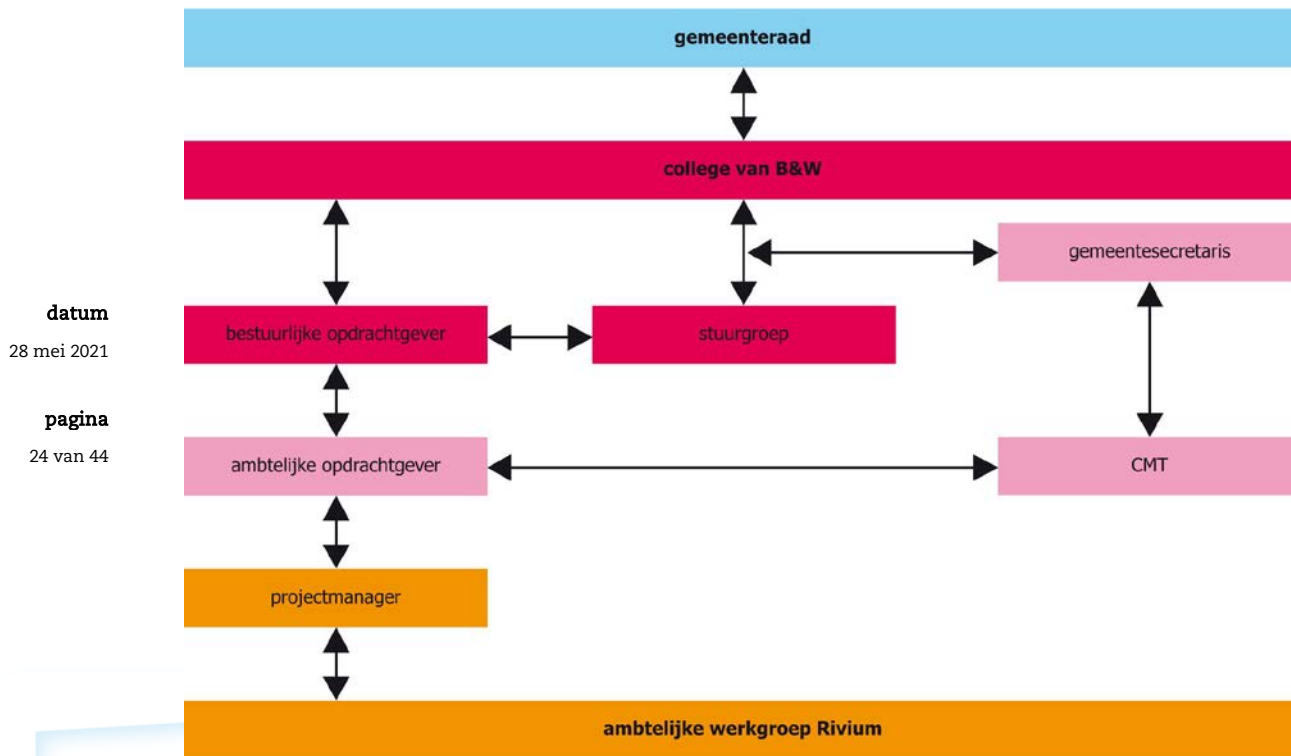 gemeenteraad
college van B&W
gemeentesecretaris
datum
28 mei 2021
bestuurlijke opdrachtgever
stuurgroep
pagina
24 van 44
ambtelijke opdrachtgever
CMT
projectmanager
ambtelijke werkgroep Rivium